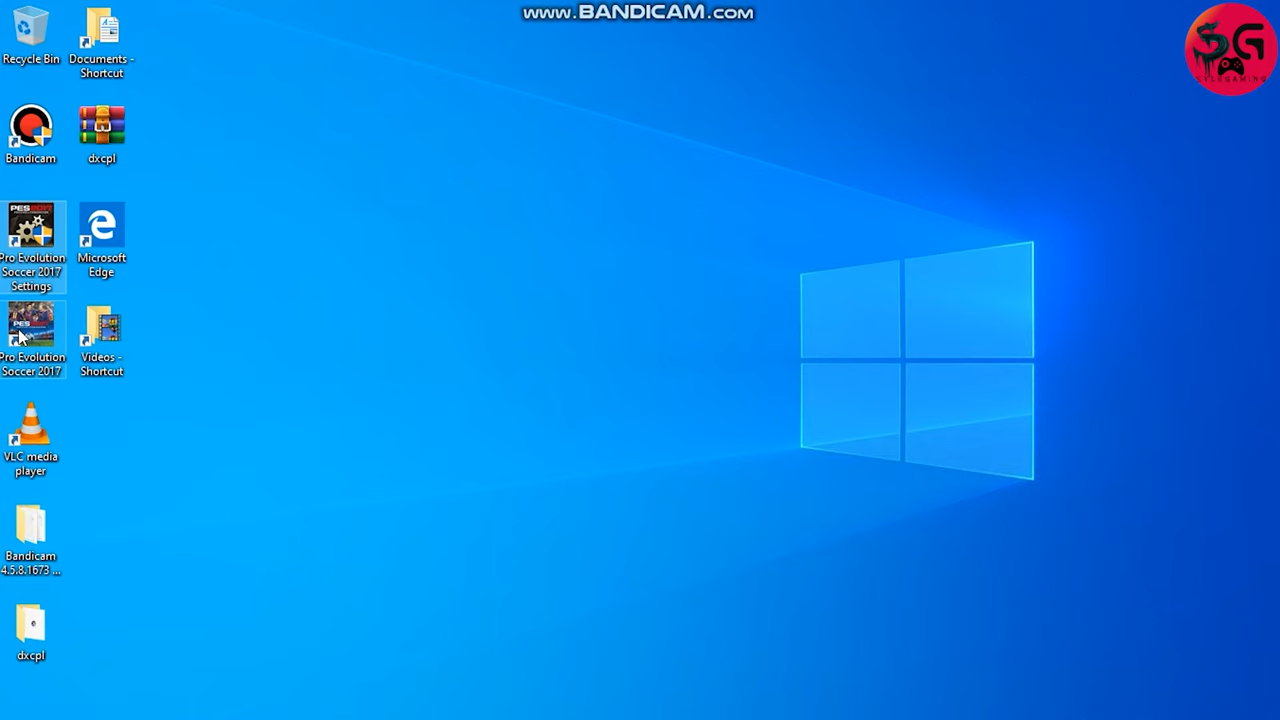 www.BANDICAM.com
SG
Recycle Bin
Documents -
Shortcut
Bandicam
dxcpl
Pro Evolution
Soccer 2017
Settings
Microsoft
Edge
Pro Evolution
Soccer 2017
Videos -
Shortcut
VLC media
player
Bandicam
4.5.8.1673 ...
dxcpl